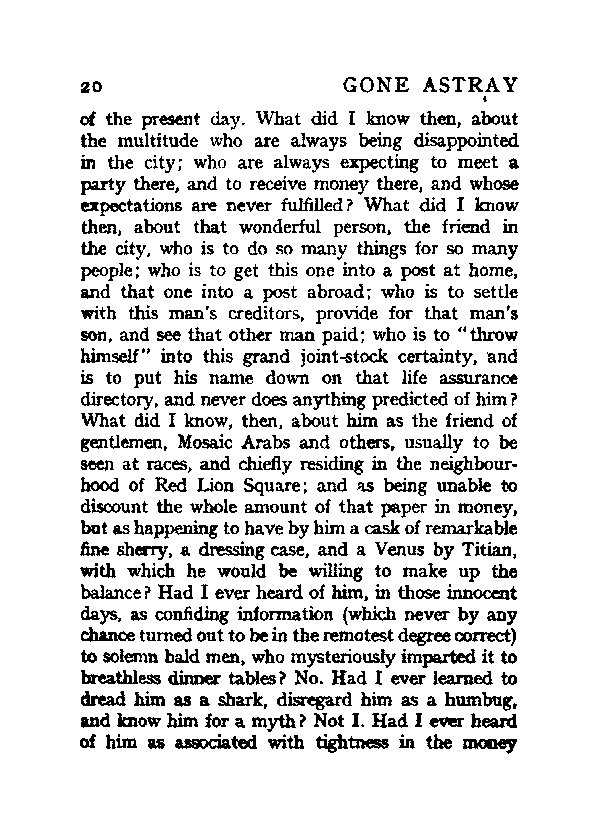 20 GONE ASTRAY
of the present day. What did I know then, about
the multitude who are always being disappointed
in the city; who are always expecting to meet a
party there, and to receive money there, and whose
expectations are never fulfilled? What did I know
then, about that wonderful person, the friend in
the city, who is to do so many things for so many
people; who is to get this one into a post at home,
and that one into a post abroad; who is to settle
with this man's creditors, provide for that man's
son, and see that other man paid; who is to "throw
himself" into this grand joint-stock certainty, and
is to put his name down on that life assurance
directory, and never does anything predicted of him?
What did I know, then, about him as the friend of
gentlemen, Mosaic Arabs and others, usually to be
seen at races, and chiefly residing in the neighbour-
hood of Red Lion Square; and as being unable to
discount the whole amount of that paper in money,
but as happening to have by him a cask of remarkable
fine sherry, a dressing case, and a Venus by Titian,
with which he would be willing to make up the
balance? Had I ever heard of him, in those innocent
days, as confiding information (which never by any
chance turned out to be in the remotest degree correct)
to solemn bald men, who mysteriously imparted it to
breathless dinner tables? No. Had I ever learned to
dread him as a shark, disregard him as a humbug,
and know him for a myth? Not I. Had I ever heard
of him as associated with tightness in the money